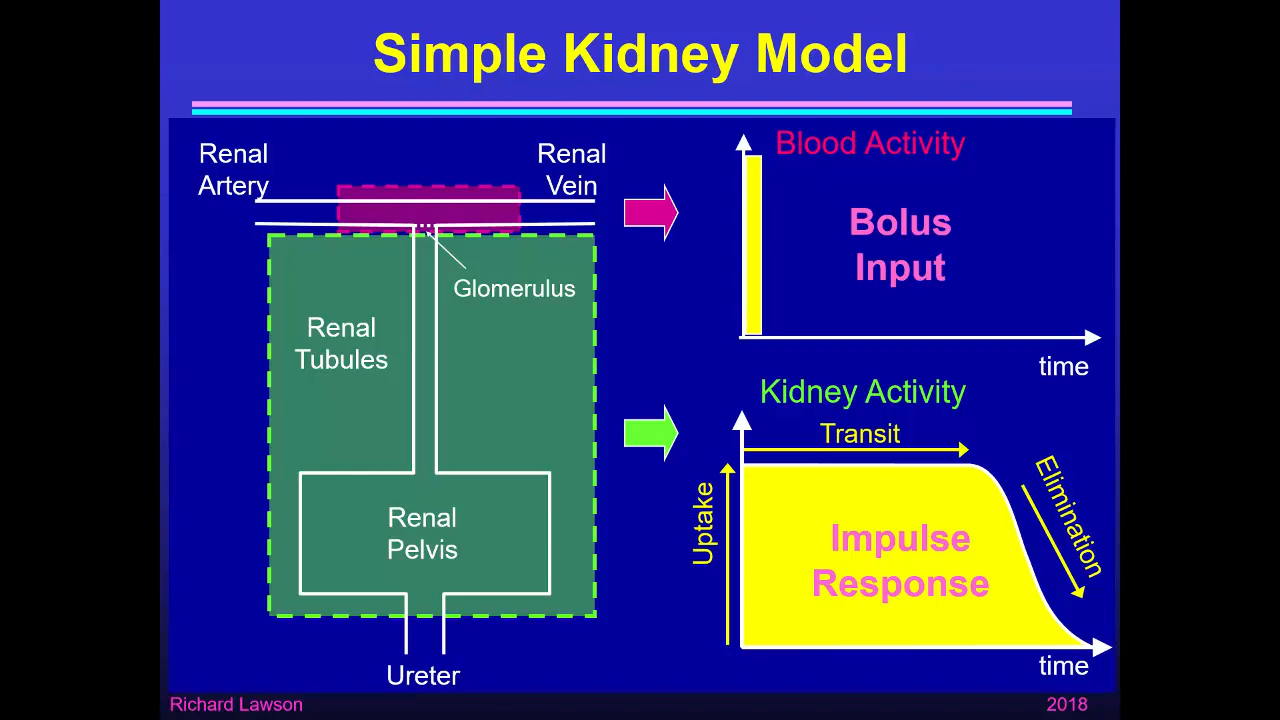 Simple Kidney Model
Renal
Artery
Renal
Vein
Glomerulus
Renal
Tubules
Renal
Pelvis
Ureter
Blood Activity
Bolus
Input
time
Kidney Activity
Transit
Uptake
Elimination
Impulse
Response
time
Richard Lawson
2018